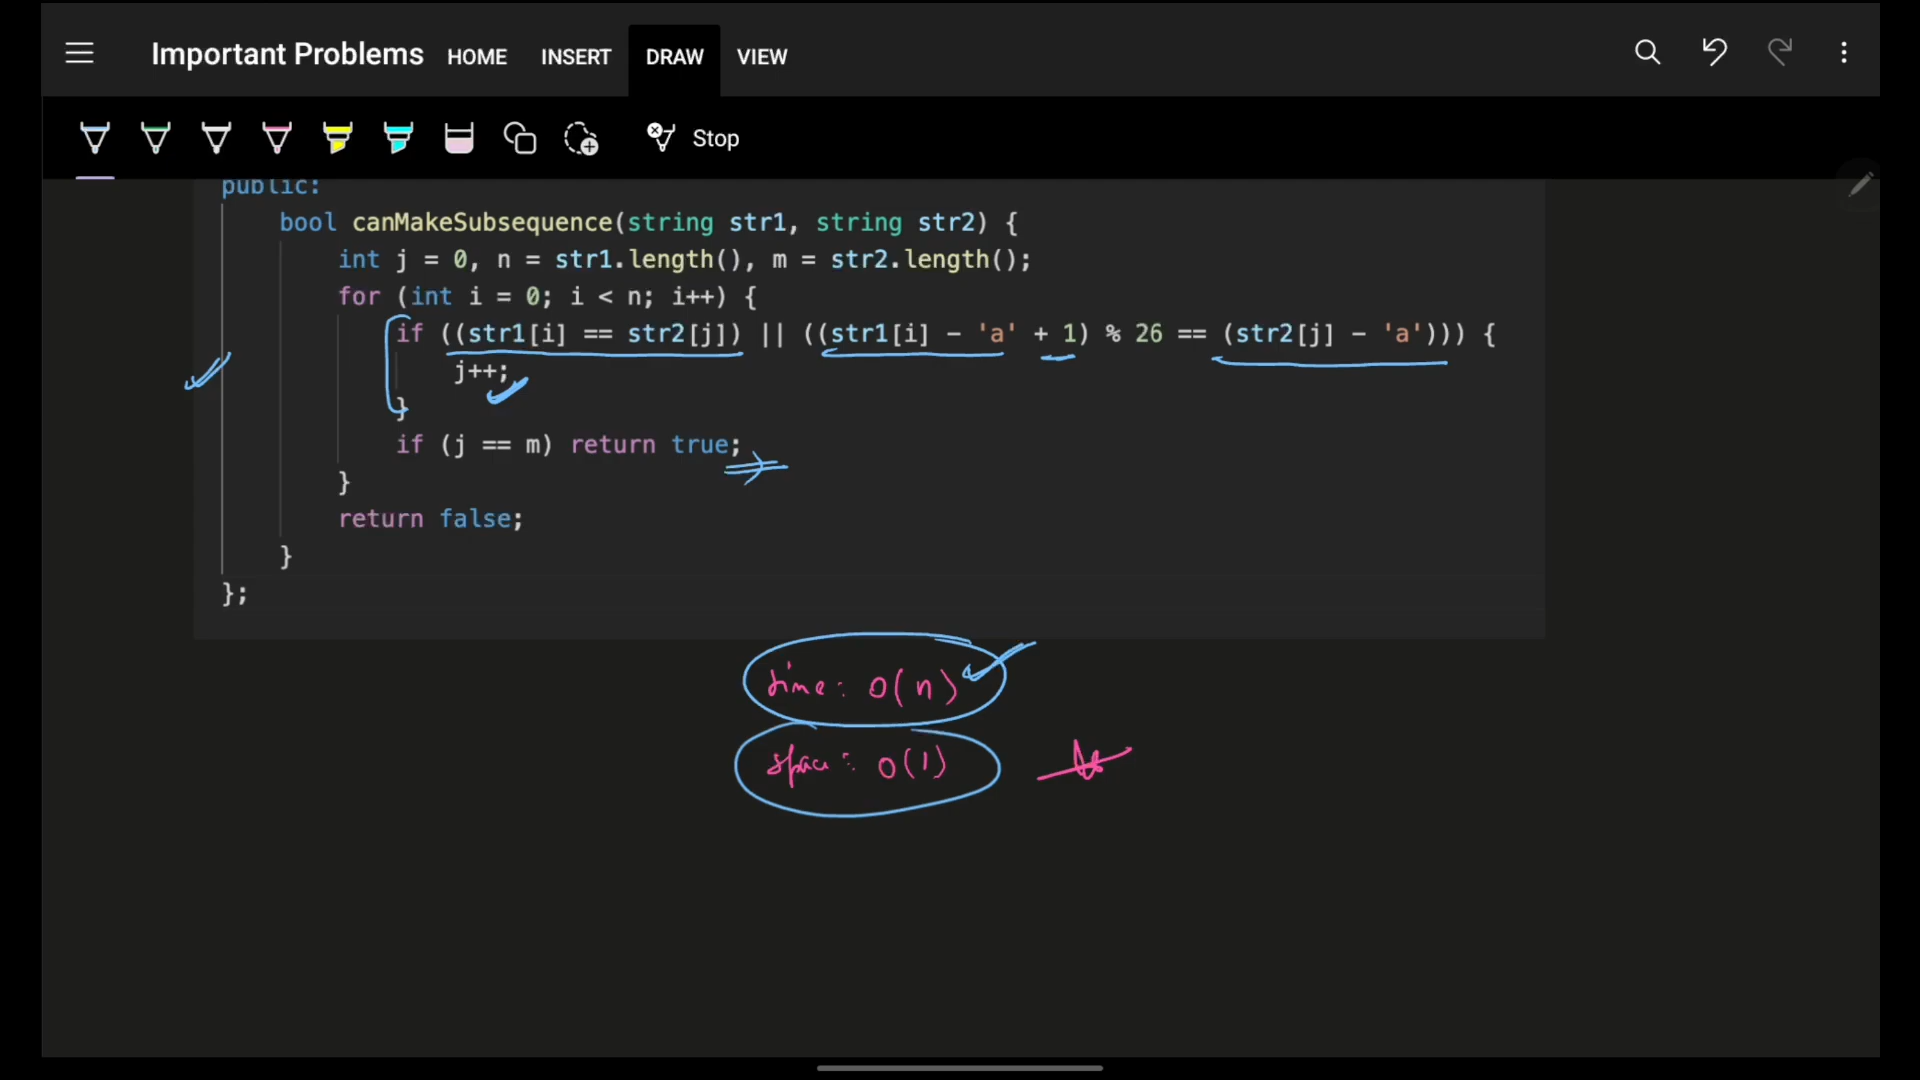 Important Problems HOME INSERT DRAW VIEW
Stop
public:
bool canMakeSubsequence(string str1, string str2) {
int j = 0, n = str1.length(), m = str2.length();
for (int i = 0; i < n; i++) {
if ((str1[i] == str2[j]) || ((str1[i] - 'a' + 1) % 26 == (str2[j] - 'a'))) {
j++;
}
if (j == m) return true;
}
return false;
}
};
time: O(n)
space: O(1)